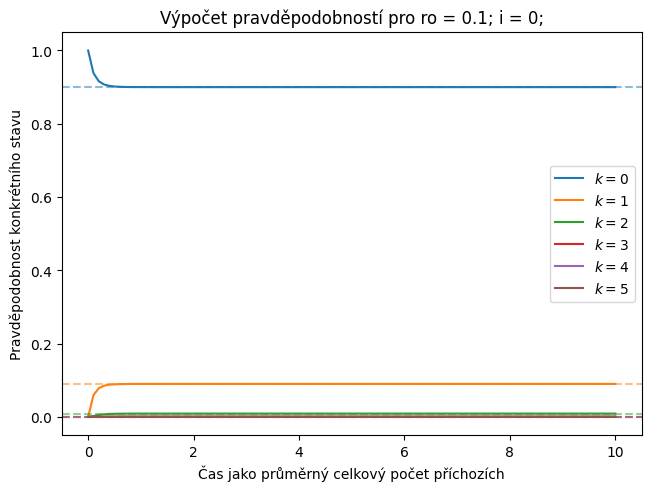 Výpočet pravděpodobností pro ro = 0.1; i = 0;
Pravděpodobnost konkrétního stavu
1.0
0.8
0.6
0.4
0.2
0.0
k = 0
k = 1
k = 2
k = 3
k = 4
k = 5
0 2 4 6 8 10
Čas jako průměrný celkový počet příchozích